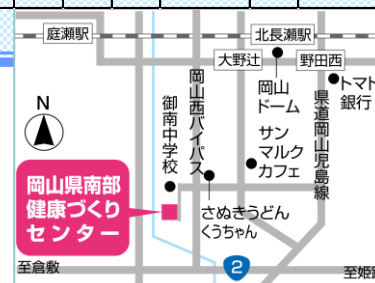 庭瀬駅
北長瀬駅
大野辻
野田西
岡山
ドーム
トマト
銀行
N
御南中学校
岡山西バイパス
県道岡山児島線
サン
マルク
カフェ
岡山県南部
健康づくり
センター
さぬきうどん
くうちゃん
至倉敷
2
至姫路